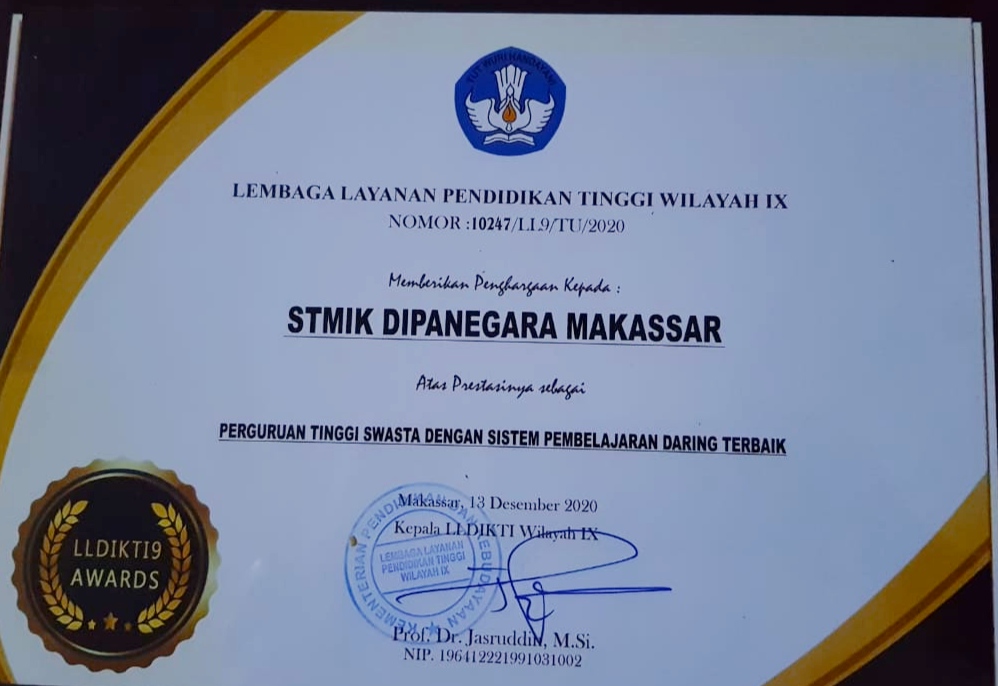 TUT WURI HANDAYANI
LEMBAGA LAYANAN PENDIDIKAN TINGGI WILAYAH IX
NOMOR :10247/LL9/TU/2020
Memberikan Penghargaan Kepada :
STMIK DIPANEGARA MAKASSAR
Atas Prestasinya sebagai
PERGURUAN TINGGI SWASTA DENGAN SISTEM PEMBELAJARAN DARING TERBAIK
Makassar, 13 Desember 2020
Kepala LLDIKTI Wilayah IX
KEMENTERIAN PENDIDIKAN DAN KEBUDAYAAN
LEMBAGA LAYANAN
PENDIDIKAN TINGGI
WILAYAH IX
Prof. Dr. Jasruddin, M.Si.
NIP. 196412221991031002
LLDIKTI9
AWARDS